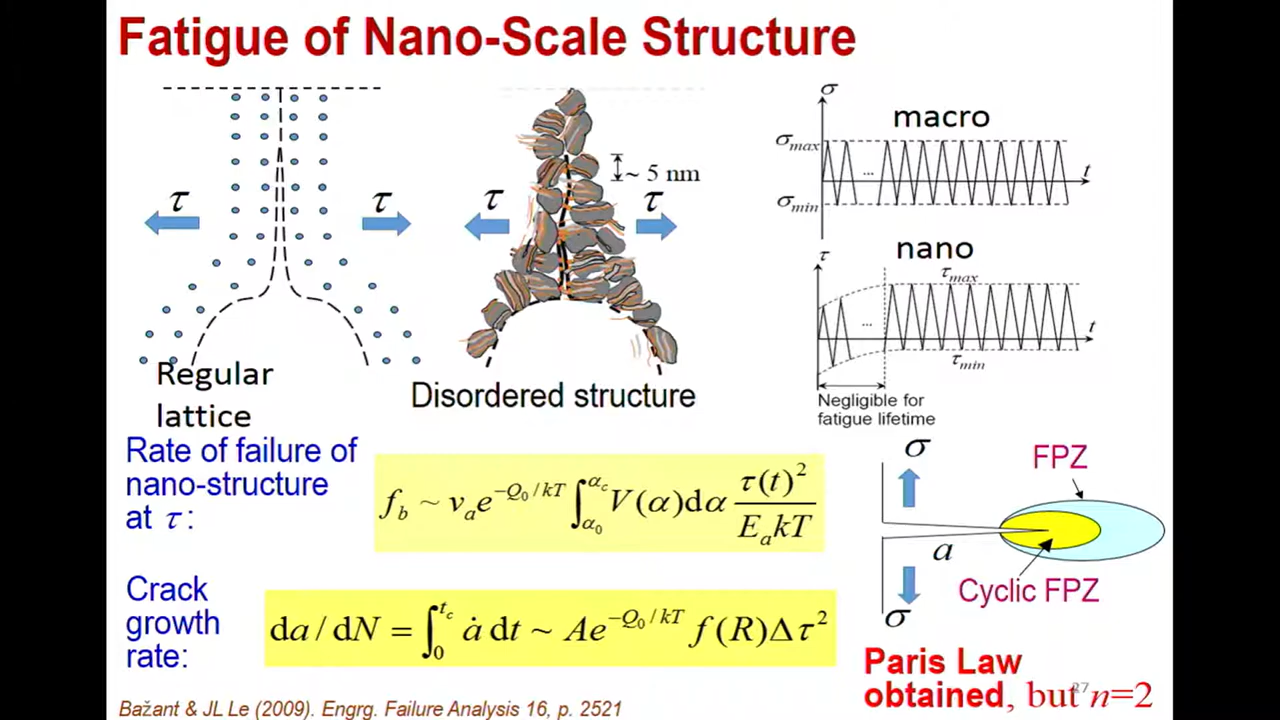 Fatigue of Nano-Scale Structure
τ
τ
Regular
lattice
~ 5 nm
τ
τ
Disordered structure
σ
macro
σmax
...
t
σmin
τ
nano
τmax
...
t
τmin
Negligible for
fatigue lifetime
Rate of failure of
nano-structure
at τ:
f_b ~ ν_a e^{-Q_0/kT} ∫_{α_0}^{α_c} V(α)dα τ(t)^2 / E_a kT
Crack
growth
rate:
da/dN = ∫_0^{t_c} ȧ dt ~ Ae^{-Q_0/kT} f(R)Δτ^2
σ
FPZ
a
Cyclic FPZ
σ
Paris Law
obtained, but n=2
27
Bažant & JL Le (2009). Engrg. Failure Analysis 16, p. 2521